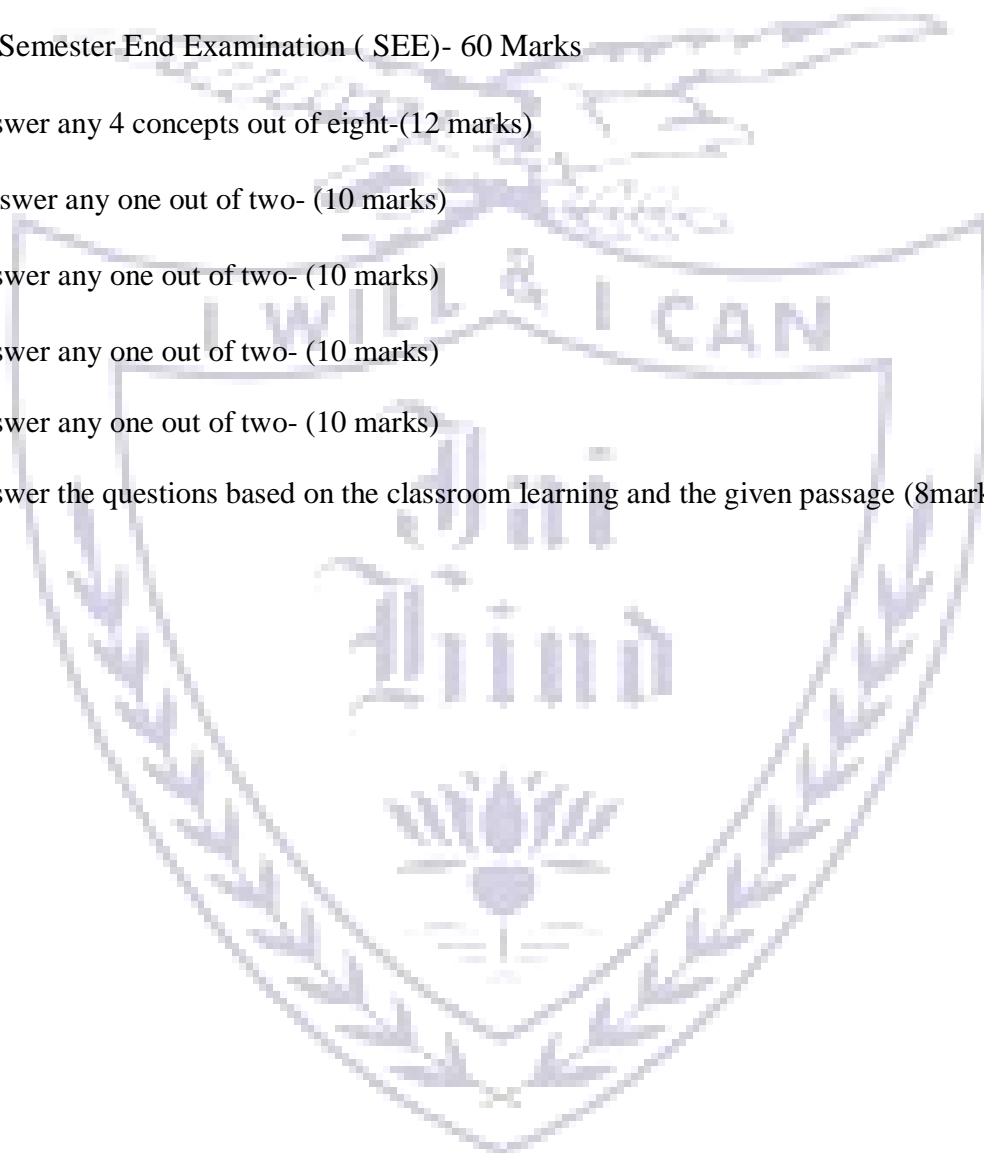 Semester End Examination ( SEE)- 60 Marks
swer any 4 concepts out of eight-(12 marks)
swer any one out of two- (10 marks)
swer any one out of two- (10 marks)
swer any one out of two- (10 marks)
swer any one out of two- (10 marks)
swer the questions based on the classroom learning and the given passage (8mark
I WILL & I CAN
Jai
Hind